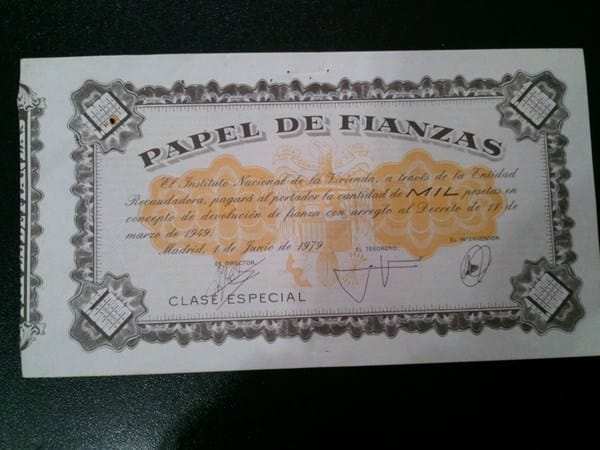 PAPEL DE FIANZAS
El Instituto Nacional de la Vivienda, a través de la Entidad
Recaudadora, pagará al portador la cantidad de MIL pesetas en
concepto de devolución de fianza con arreglo al Decreto de 11 de
marzo de 1949.
Madrid, 1 de Junio de 1979
EL DIRECTOR,
EL TESORERO,
EL INTERVENTOR,
CLASE ESPECIAL